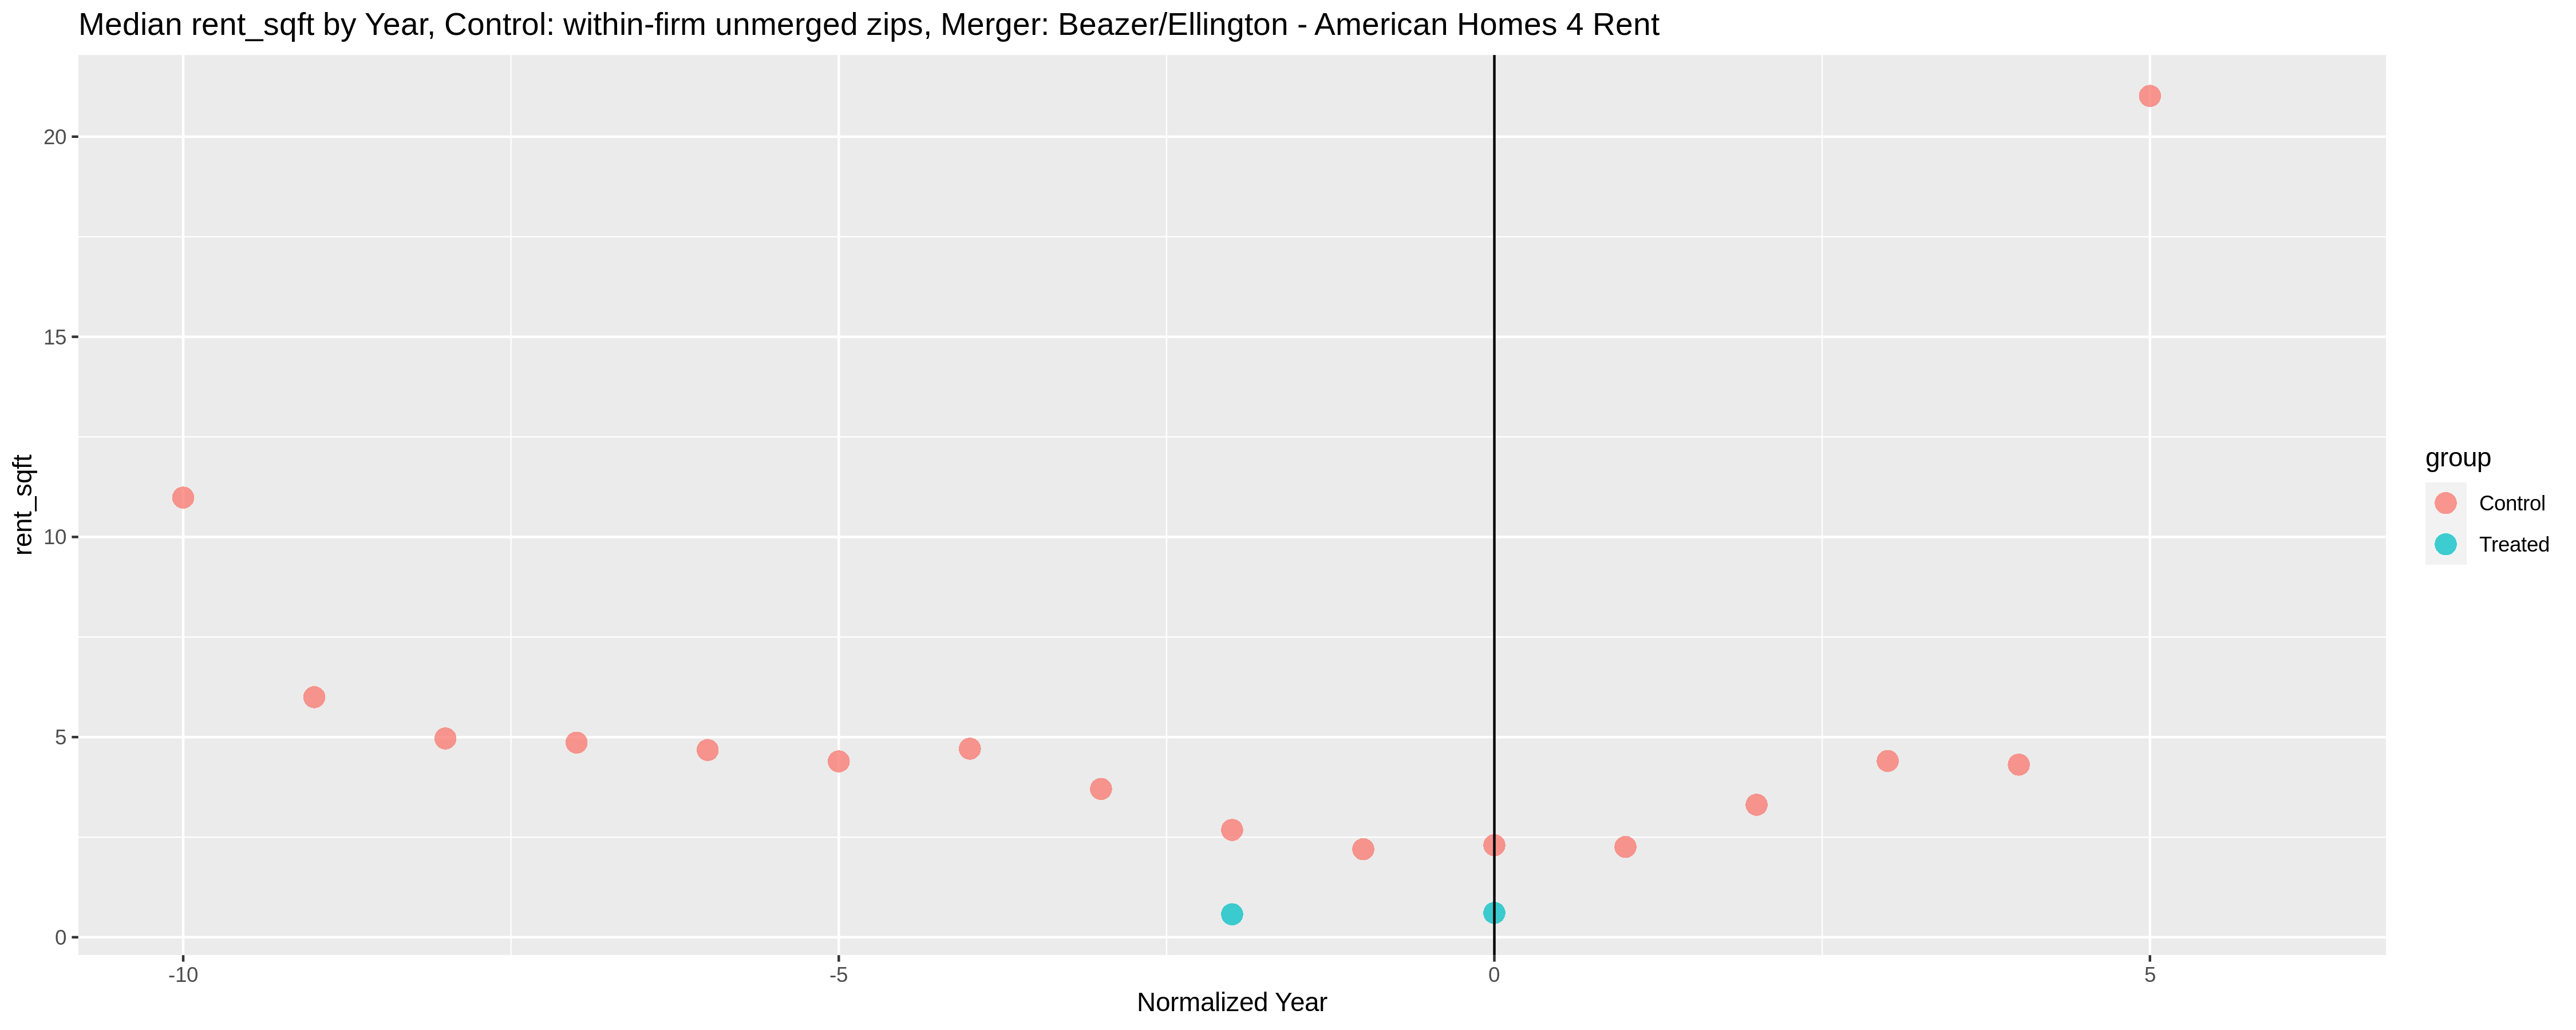 Median rent_sqft by Year, Control: within-firm unmerged zips, Merger: Beazer/Ellington - American Homes 4 Rent
20
15
10
5
0
rent_sqft
-10
-5
0
5
Normalized Year
group
Control
Treated